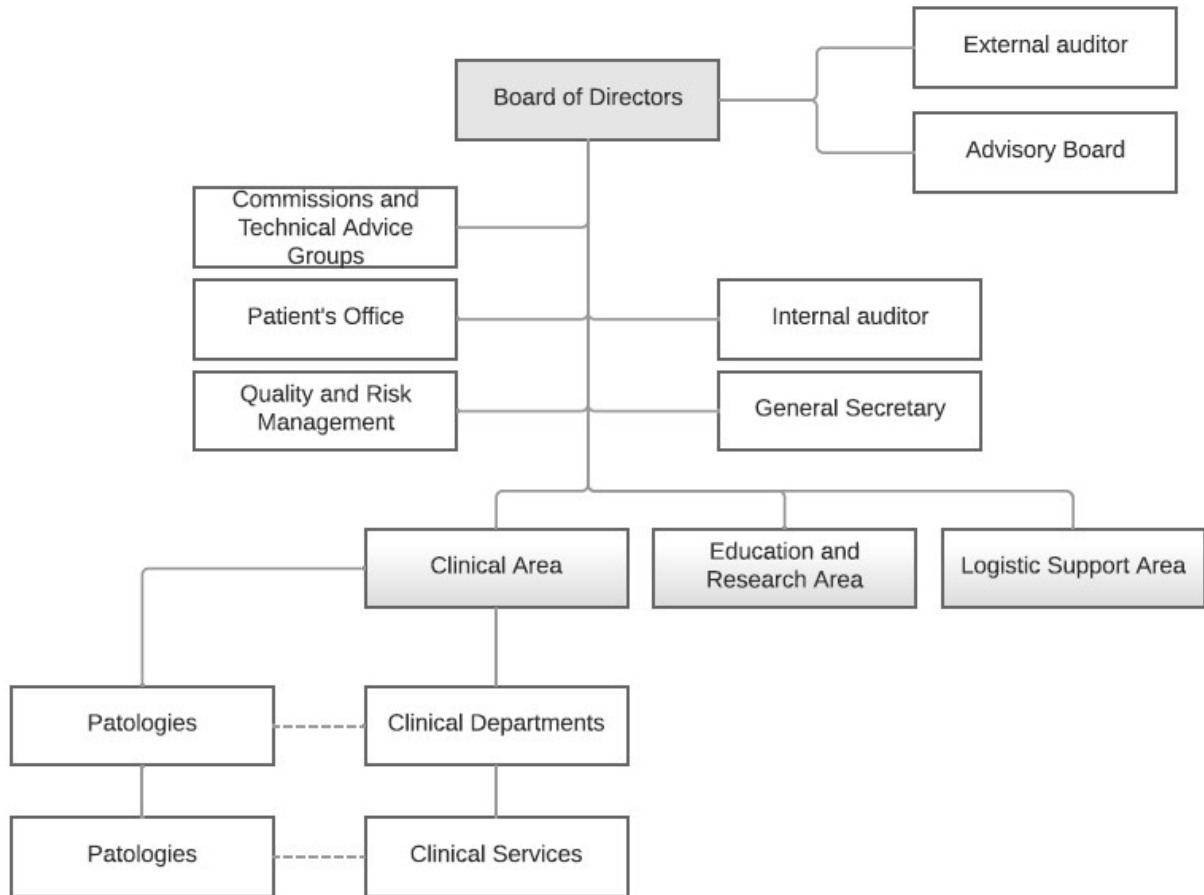 External auditor
Board of Directors
Advisory Board
Commissions and
Technical Advice
Groups
Patient's Office
Internal auditor
Quality and Risk
Management
General Secretary
Clinical Area
Education and
Research Area
Logistic Support Area
Patologies
Clinical Departments
Patologies
Clinical Services